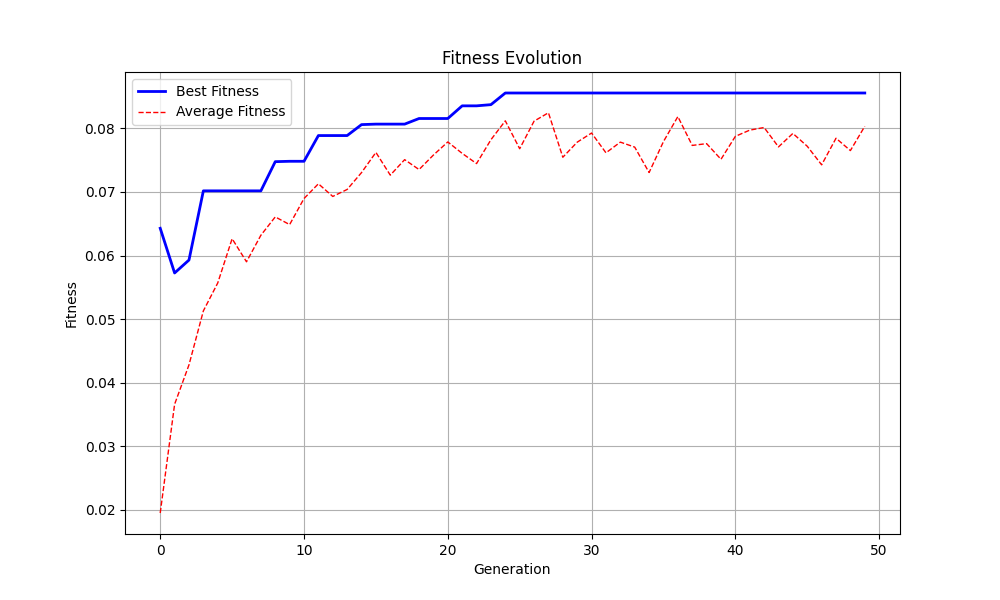 Fitness Evolution
Best Fitness
Average Fitness
0.08
0.07
0.06
0.05
0.04
0.03
0.02
Fitness
0 10 20 30 40 50
Generation